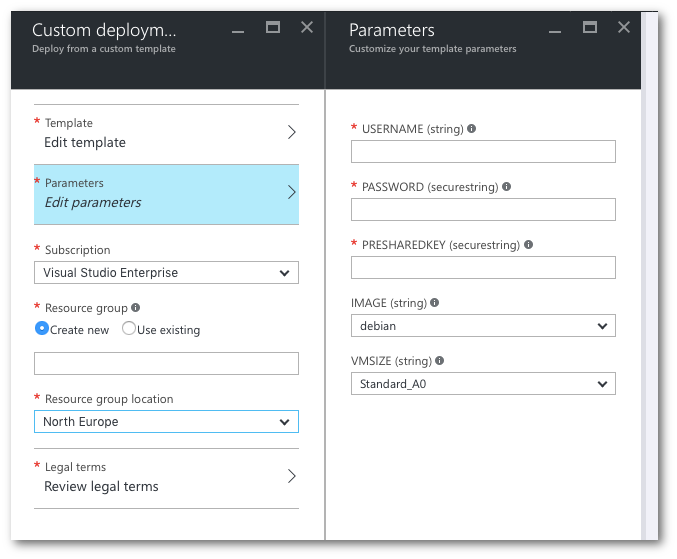 Custom deploym...
Deploy from a custom template
* Template
Edit template
* Parameters
Edit parameters
* Subscription
Visual Studio Enterprise
* Resource group
Create new Use existing
* Resource group location
North Europe
* Legal terms
Review legal terms
Parameters
Customize your template parameters
* USERNAME (string)
* PASSWORD (securestring)
* PRESHAREDKEY (securestring)
IMAGE (string)
debian
VMSIZE (string)
Standard_A0